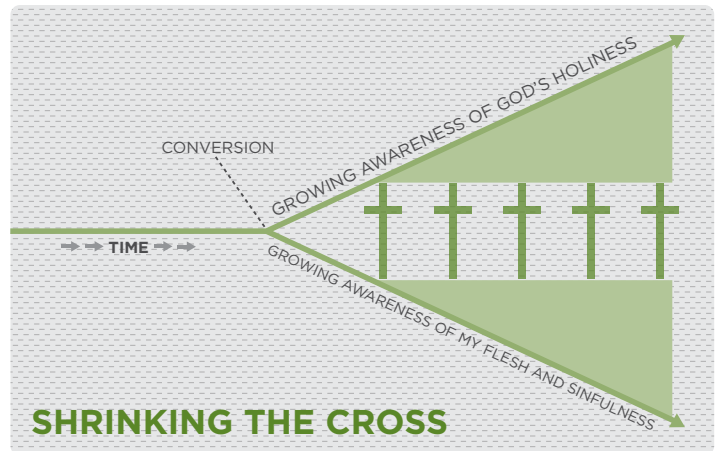 GROWING AWARENESS OF GOD'S HOLINESS
CONVERSION
TIME
GROWING AWARENESS OF MY FLESH AND SINFULNESS
SHRINKING THE CROSS